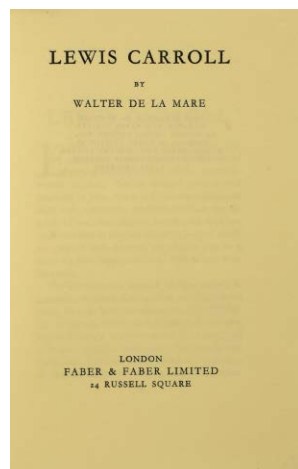 LEWIS CARROLL
BY
WALTER DE LA MARE
LONDON
FABER & FABER LIMITED
24 RUSSELL SQUARE